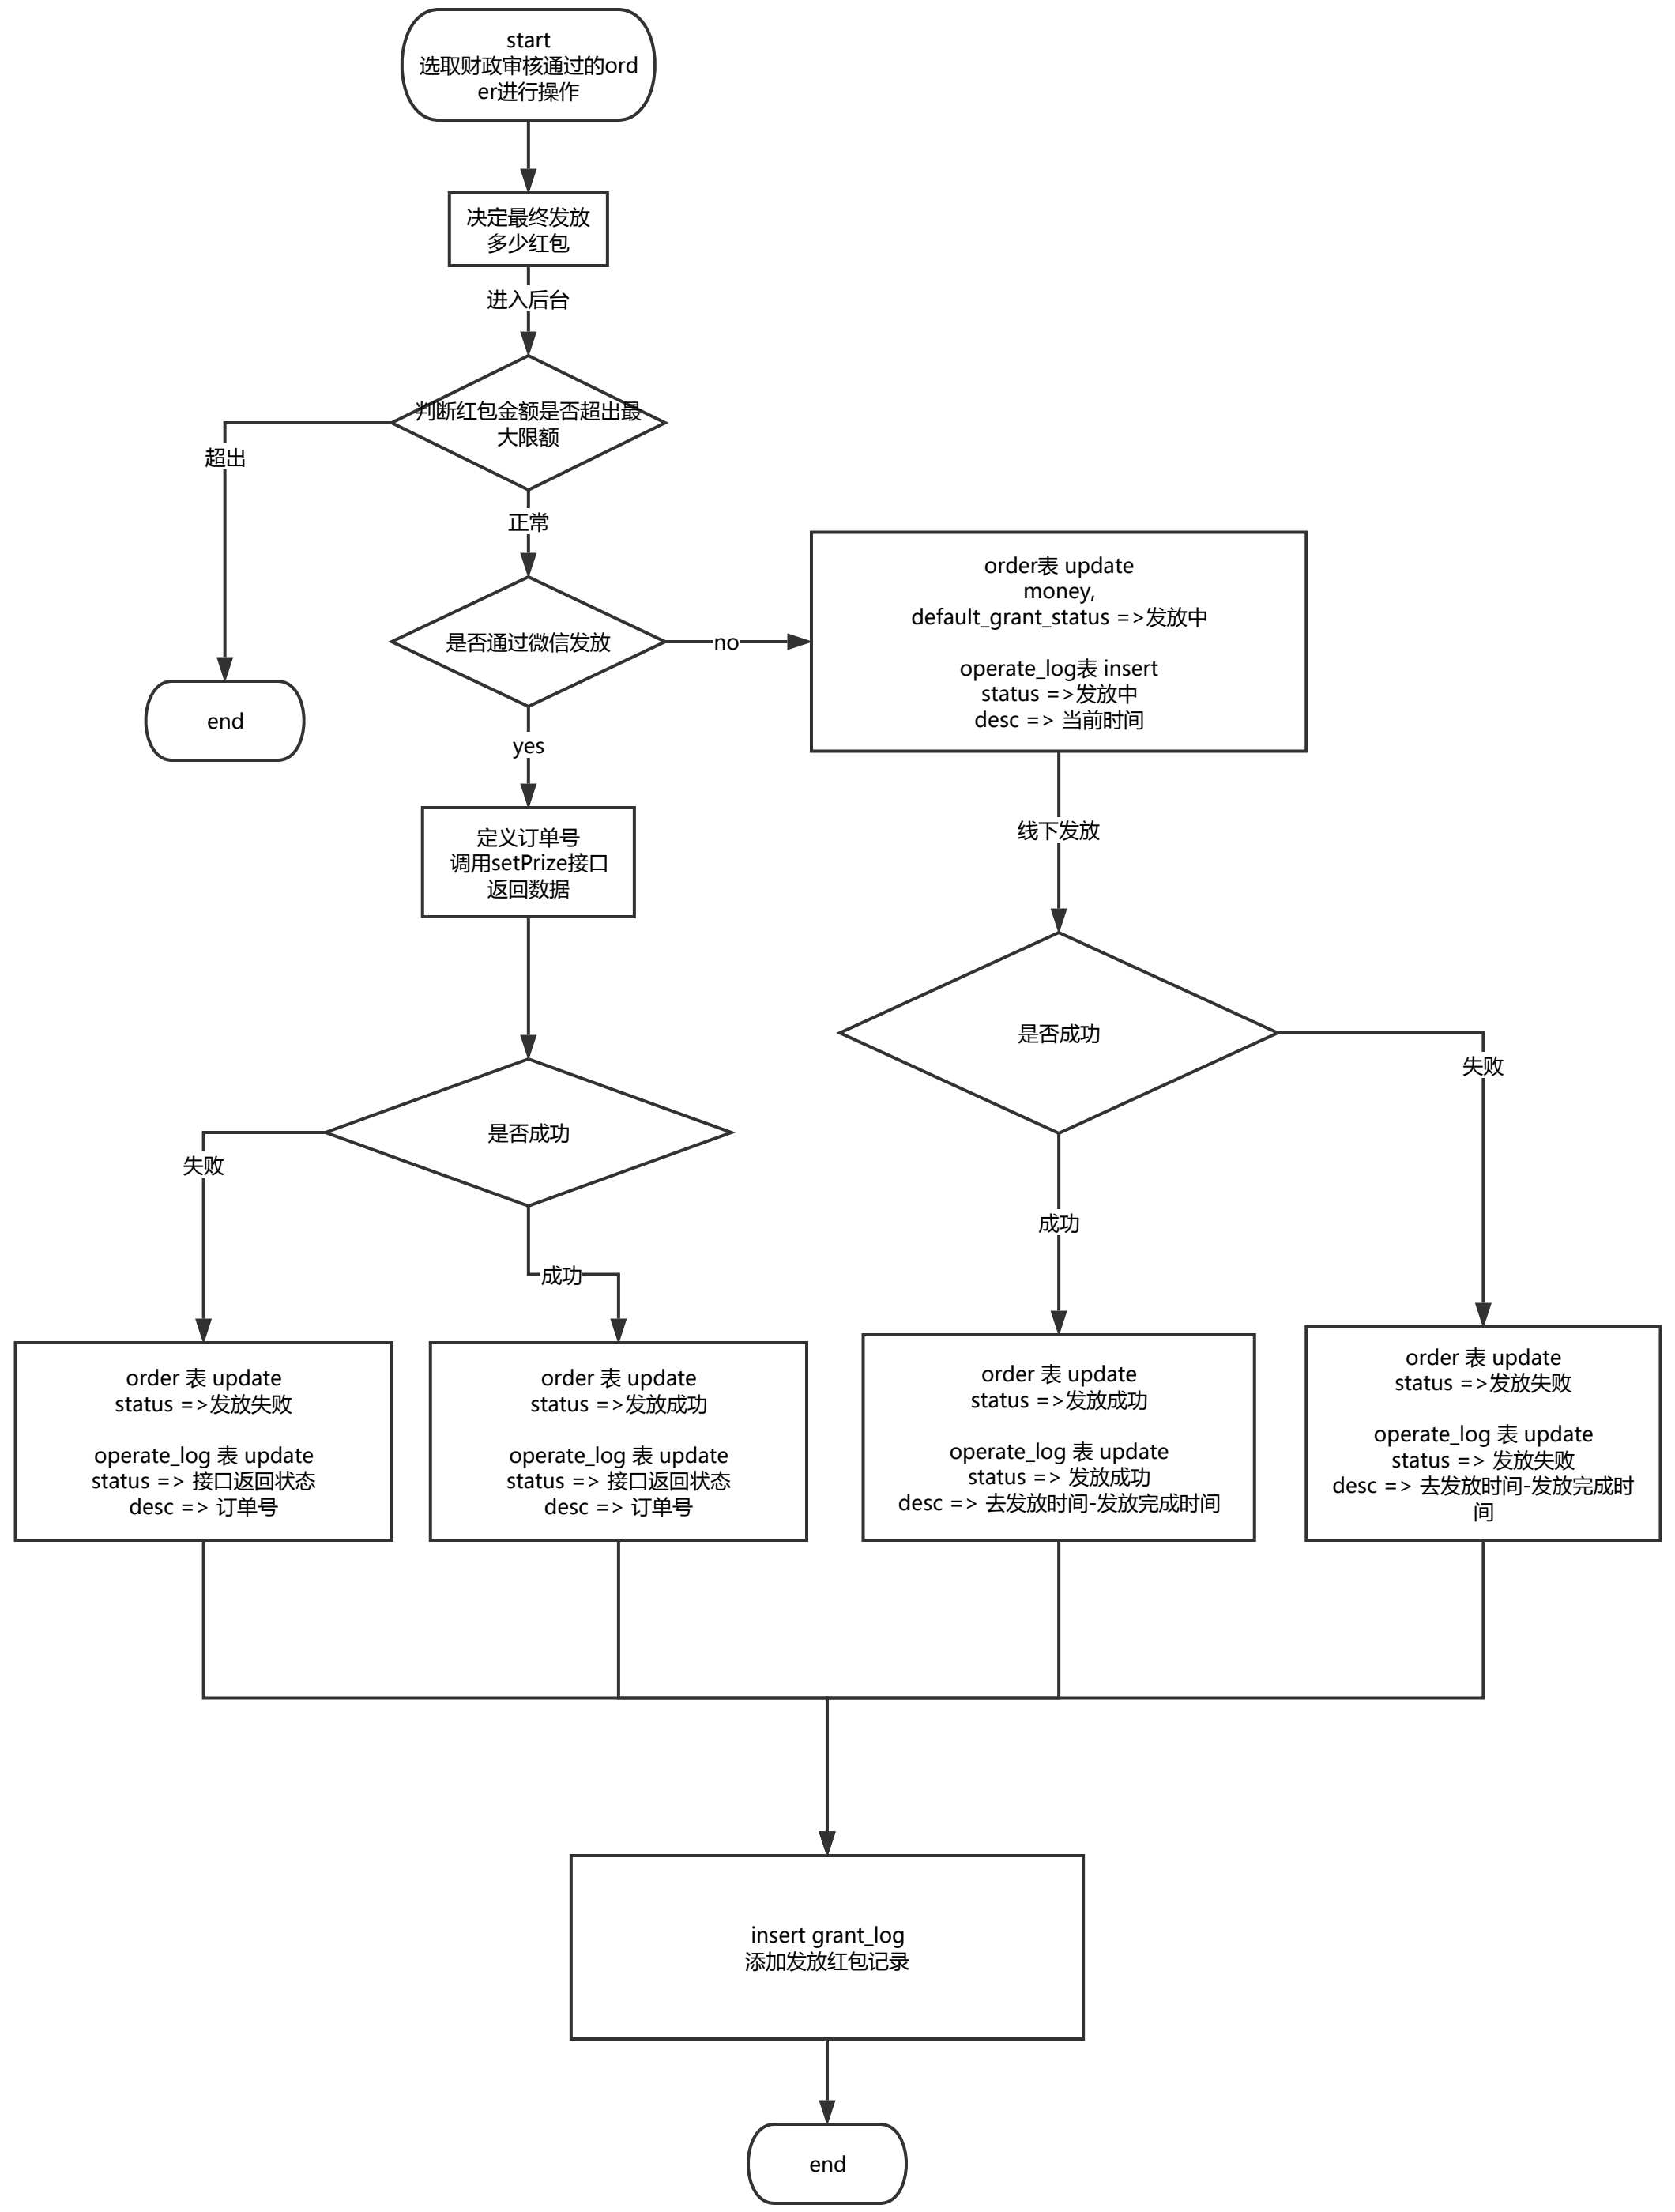 start
选取财政审核通过的ord
er进行操作
决定最终发放
多少红包
进入后台
判断红包金额是否超出最
大限额
超出
正常
end
是否通过微信发放
no
order表 update
money,
default_grant_status =>发放中
operate_log表 insert
status =>发放中
desc => 当前时间
yes
线下发放
定义订单号
调用setPrize接口
返回数据
是否成功
失败
是否成功
失败
成功
成功
order 表 update
status =>发放失败
operate_log 表 update
status => 接口返回状态
desc => 订单号
order 表 update
status =>发放成功
operate_log 表 update
status => 接口返回状态
desc => 订单号
order 表 update
status =>发放成功
operate_log 表 update
status => 发放成功
desc => 去发放时间-发放完成时间
order 表 update
status =>发放失败
operate_log 表 update
status => 发放失败
desc => 去发放时间-发放完成时
间
insert grant_log
添加发放红包记录
end